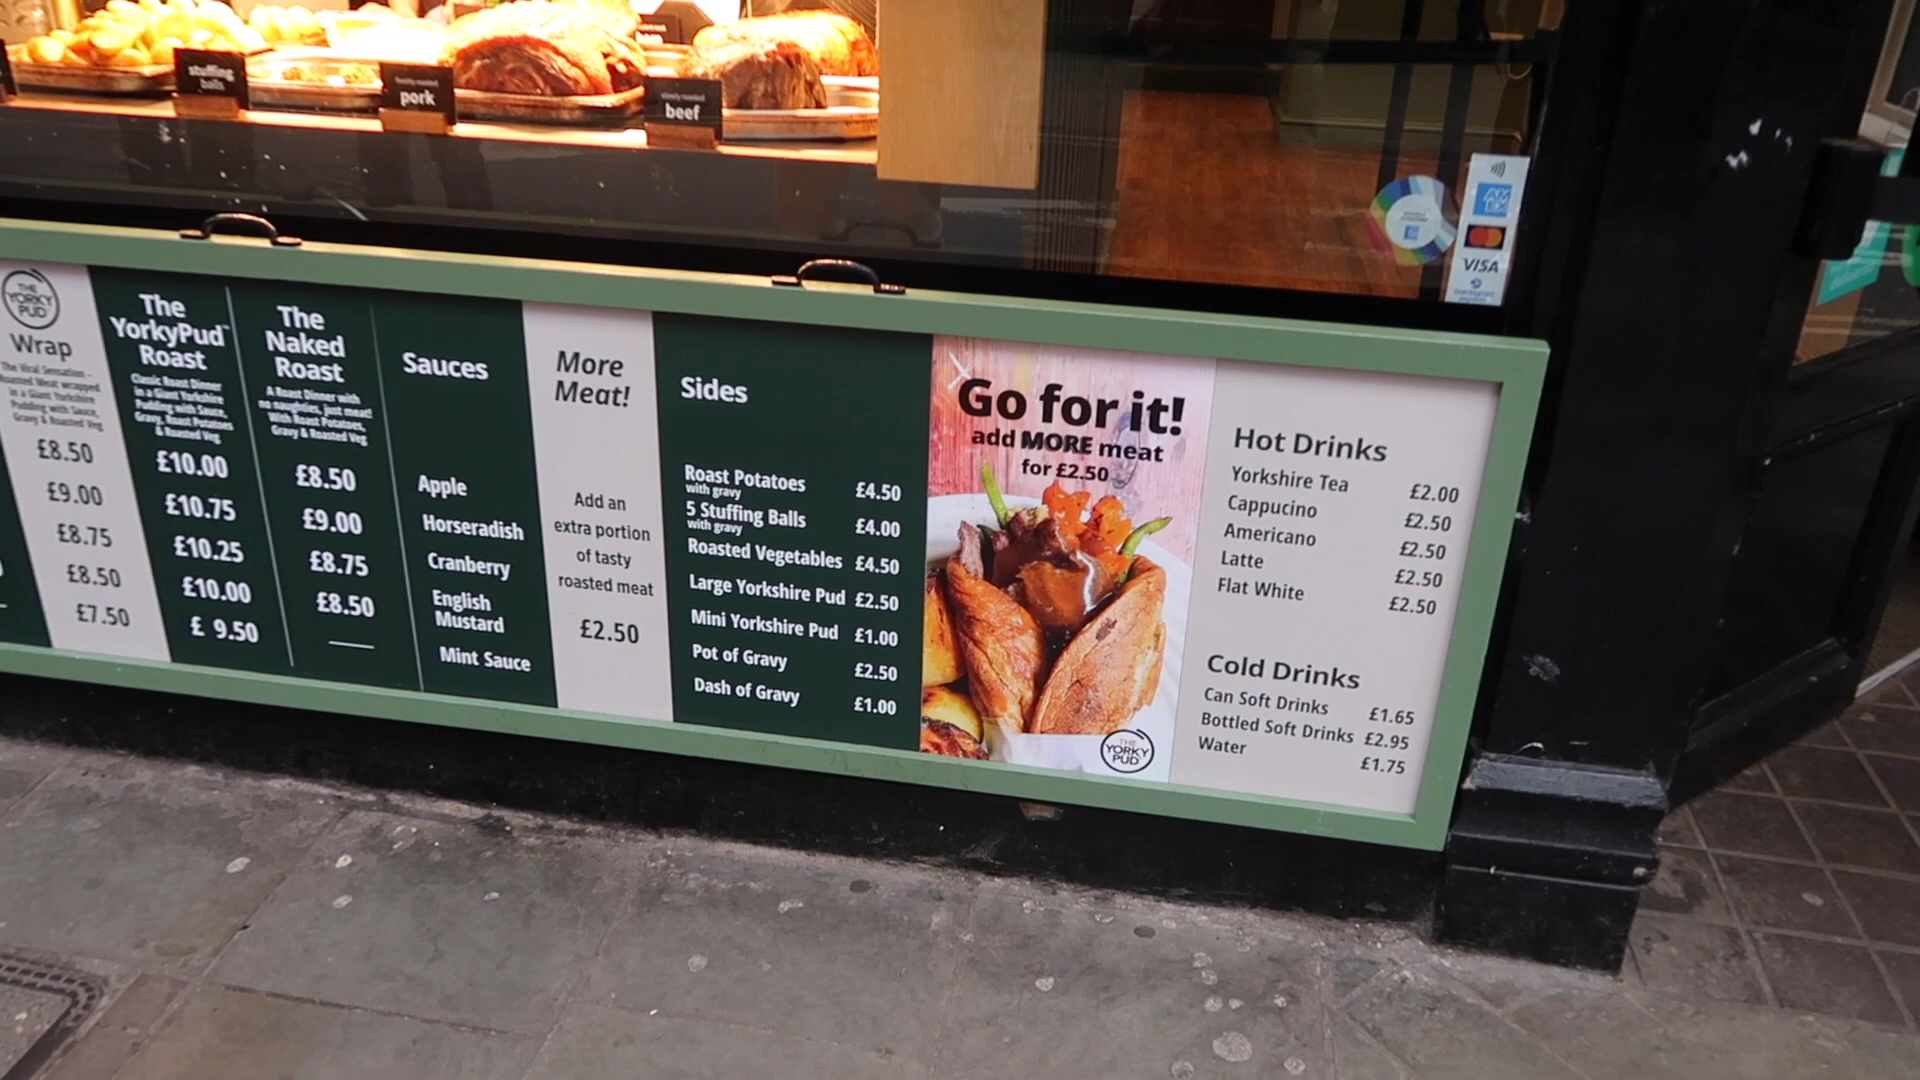 stuffing
balls
freshly roasted
pork
slowly roasted
beef
AM
EX
VISA
THE
YORKY
PUD
Wrap
The Viral Sensation -
Roasted Meat wrapped
in a Giant Yorkshire
Pudding with Sauce,
Gravy & Roasted Veg
£8.50
£9.00
£8.75
£8.50
£7.50
The
YorkyPud™
Roast
Classic Roast Dinner
in a Giant Yorkshire
Pudding with Sauce,
Gravy, Roast Potatoes
& Roasted Veg
£10.00
£10.75
£10.25
£10.00
£ 9.50
The
Naked
Roast
A Roast Dinner with
no naughties, just meat!
With Roast Potatoes,
Gravy & Roasted Veg
£8.50
£9.00
£8.75
£8.50
Sauces
Apple
Horseradish
Cranberry
English
Mustard
Mint Sauce
More
Meat!
Add an
extra portion
of tasty
roasted meat
£2.50
Sides
Roast Potatoes £4.50
with gravy
5 Stuffing Balls £4.00
with gravy
Roasted Vegetables £4.50
Large Yorkshire Pud £2.50
Mini Yorkshire Pud £1.00
Pot of Gravy £2.50
Dash of Gravy £1.00
Go for it!
add MORE meat
for £2.50
THE
YORKY
PUD
Hot Drinks
Yorkshire Tea £2.00
Cappucino £2.50
Americano £2.50
Latte £2.50
Flat White £2.50
Cold Drinks
Can Soft Drinks £1.65
Bottled Soft Drinks £2.95
Water £1.75